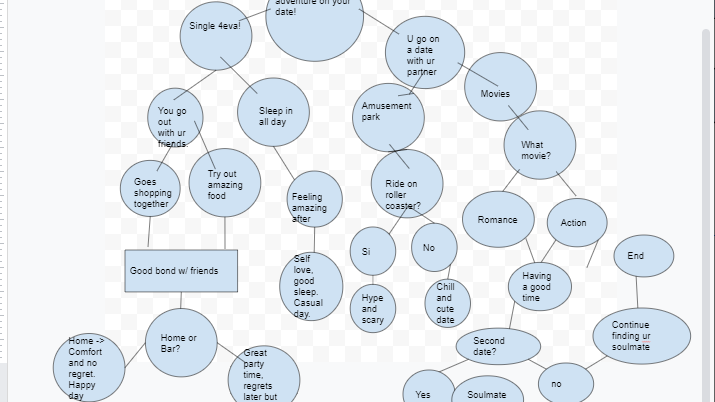 adventure on your
date!
Single 4eva!
U go on
a date
with ur
partner
Movies
You go
out
with ur
friends.
Sleep in
all day
Amusement
park
What
movie?
Goes
shopping
together
Try out
amazing
food
Feeling
amazing
after
Ride on
roller
coaster?
Romance
Action
Si
No
End
Good bond w/ friends
Self
love,
good
sleep.
Casual
day.
Hype
and
scary
Chill
and
cute
date
Having
a good
time
Home or
Bar?
Second
date?
Continue
finding ur
soulmate
Home ->
Comfort
and no
regret.
Happy
day
Great
party
time,
regrets
later but
Yes
Soulmate
no